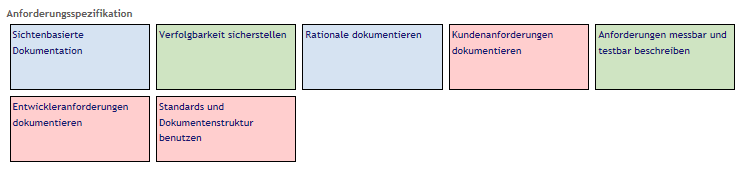 Anforderungsspezifikation
Sichtenbasierte
Dokumentation
Verfolgbarkeit sicherstellen
Rationale dokumentieren
Kundenanforderungen
dokumentieren
Anforderungen messbar und
testbar beschreiben
Entwickleranforderungen
dokumentieren
Standards und
Dokumentenstruktur
benutzen